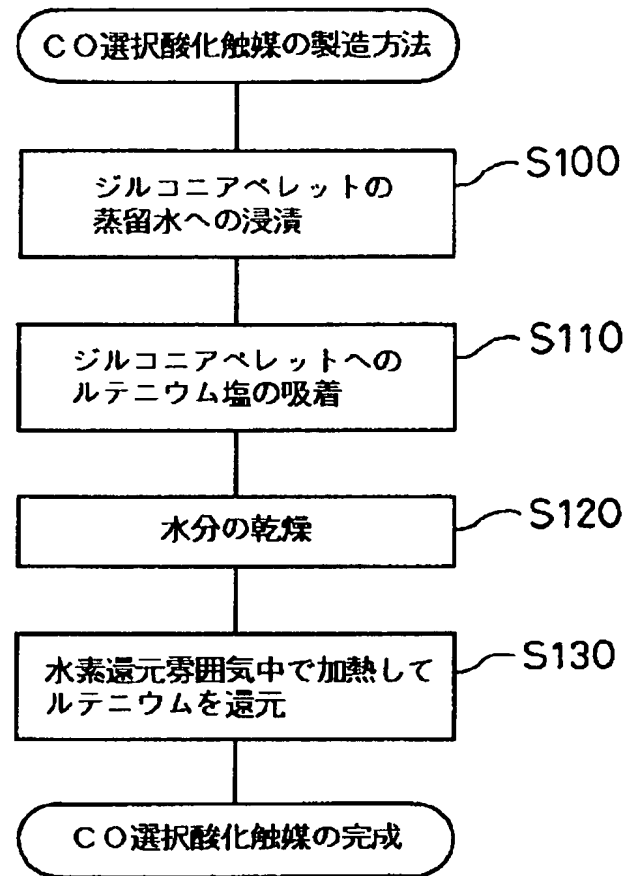 CO選択酸化触媒の製造方法
ジルコニアペレットの
蒸留水への浸漬
S100
ジルコニアペレットへの
ルテニウム塩の吸着
S110
水分の乾燥
S120
水素還元雰囲気中で加熱して
ルテニウムを還元
S130
CO選択酸化触媒の完成